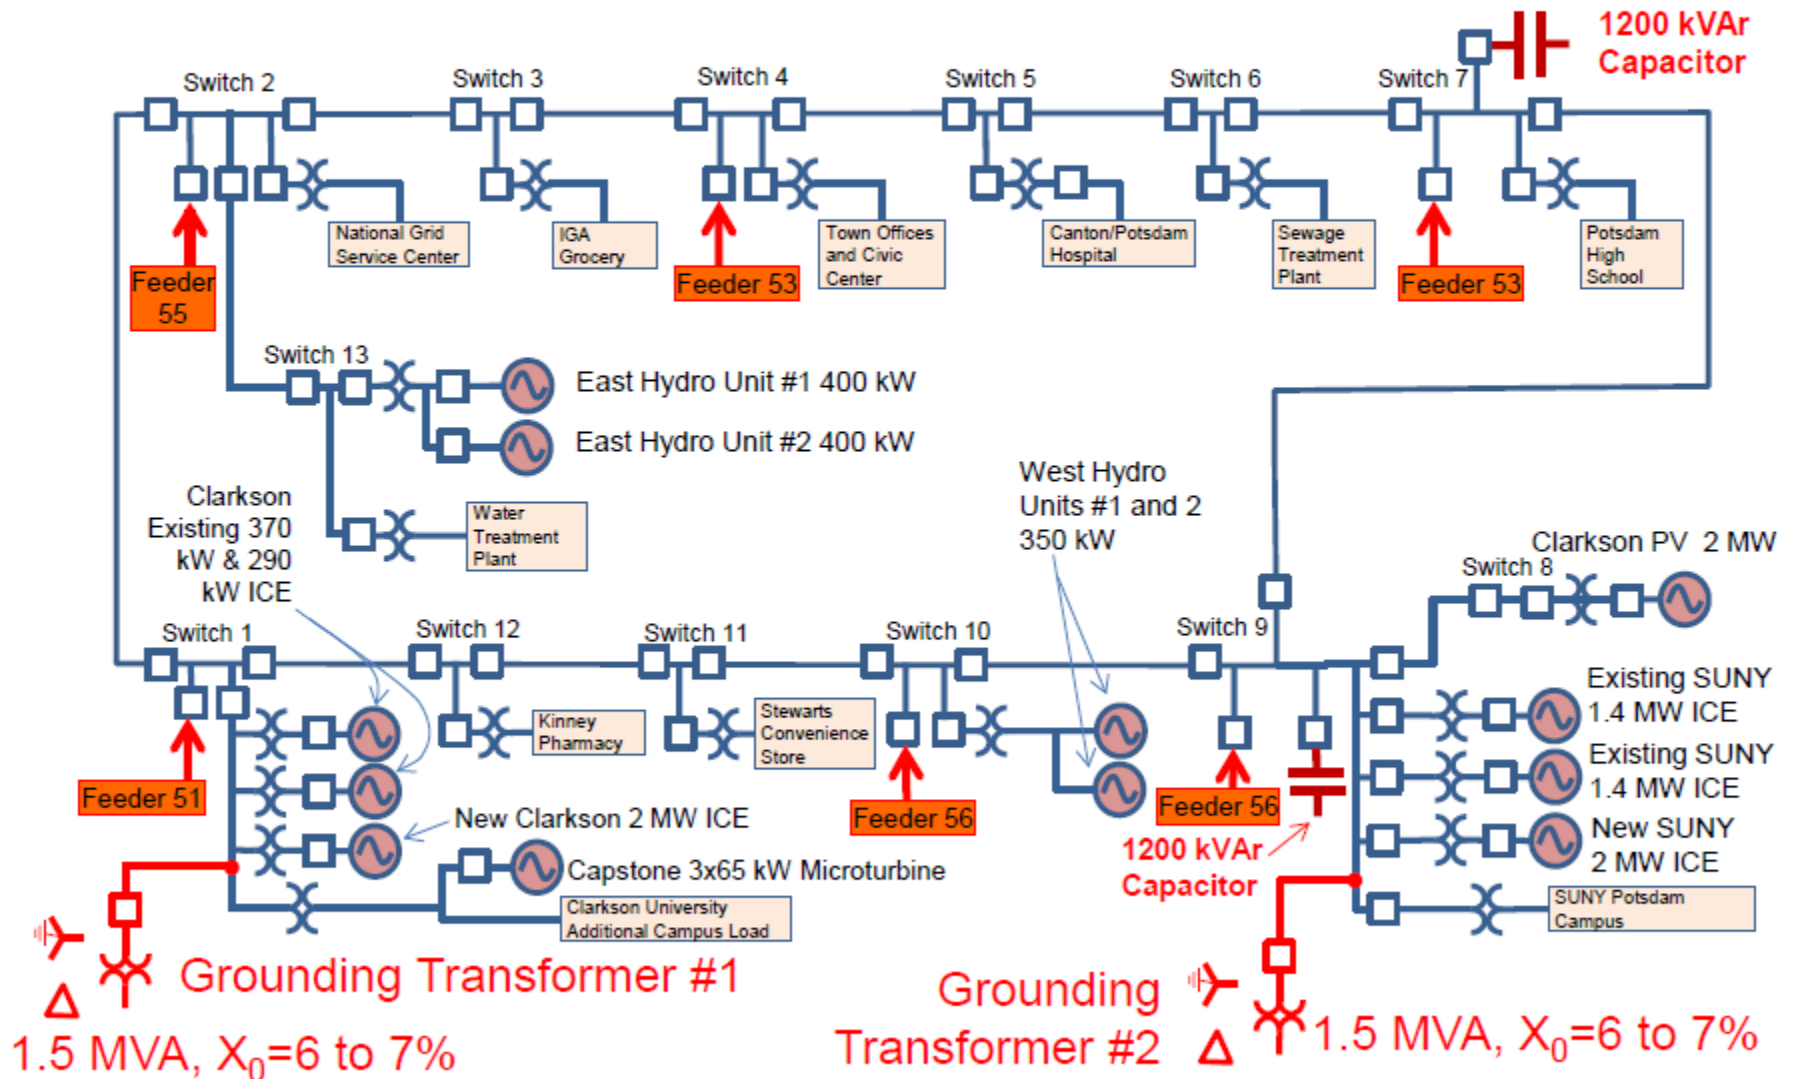 1200 kVAr
Capacitor
Switch 2
Switch 3
Switch 4
Switch 5
Switch 6
Switch 7
National Grid
Service Center
IGA
Grocery
Town Offices
and Civic
Center
Canton/Potsdam
Hospital
Sewage
Treatment
Plant
Potsdam
High
School
Feeder
55
Feeder 53
Feeder 53
Switch 13
East Hydro Unit #1 400 kW
East Hydro Unit #2 400 kW
Water
Treatment
Plant
Clarkson
Existing 370
kW & 290
kW ICE
West Hydro
Units #1 and 2
350 kW
Clarkson PV 2 MW
Switch 8
Switch 1
Switch 12
Switch 11
Switch 10
Switch 9
Existing SUNY
1.4 MW ICE
Existing SUNY
1.4 MW ICE
New SUNY
2 MW ICE
Kinney
Pharmacy
Stewarts
Convenience
Store
Feeder 51
Feeder 56
Feeder 56
New Clarkson 2 MW ICE
1200 kVAr
Capacitor
Capstone 3x65 kW Microturbine
Clarkson University
Additional Campus Load
SUNY Potsdam
Campus
Grounding Transformer #1
1.5 MVA, X0=6 to 7%
Grounding
Transformer #2
1.5 MVA, X0=6 to 7%